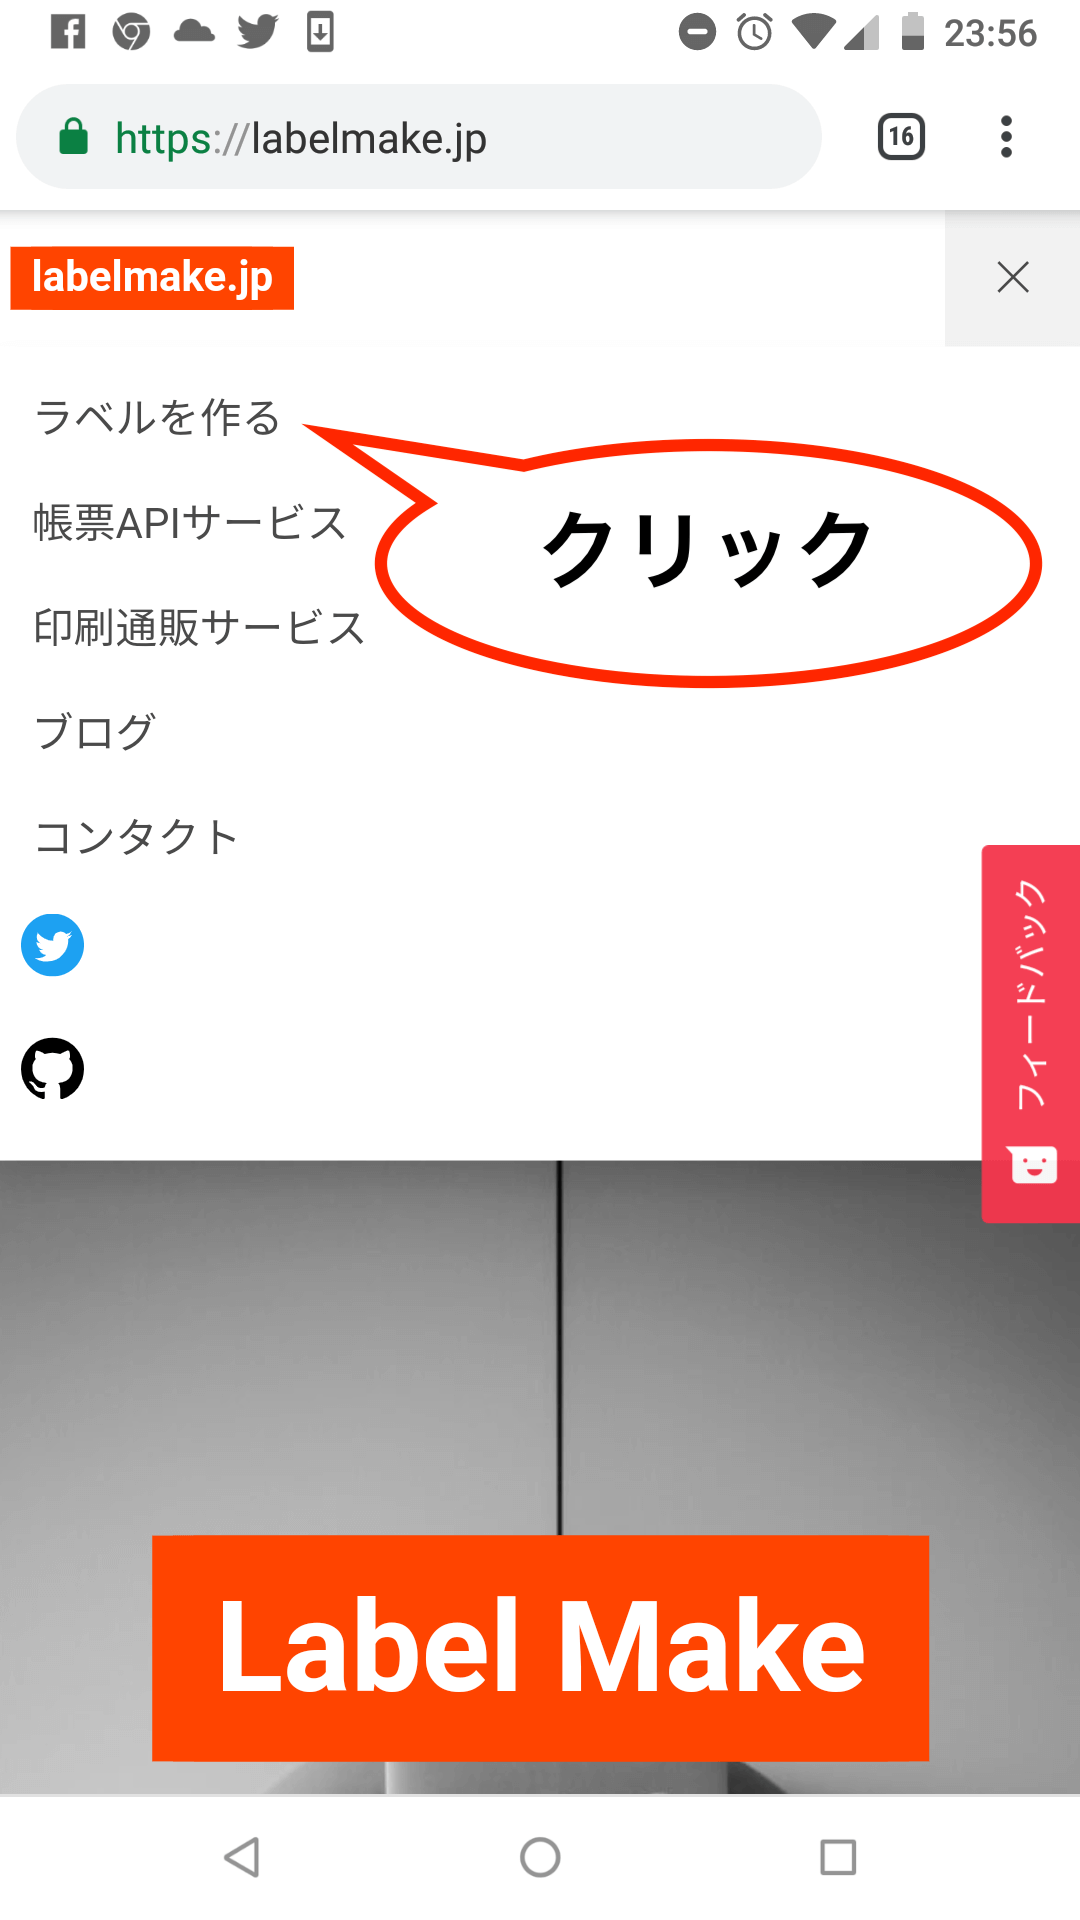 23:56
https://labelmake.jp
16
labelmake.jp
ラベルを作る
クリック
帳票APIサービス
印刷通販サービス
ブログ
コンタクト
フィードバック
Label Make